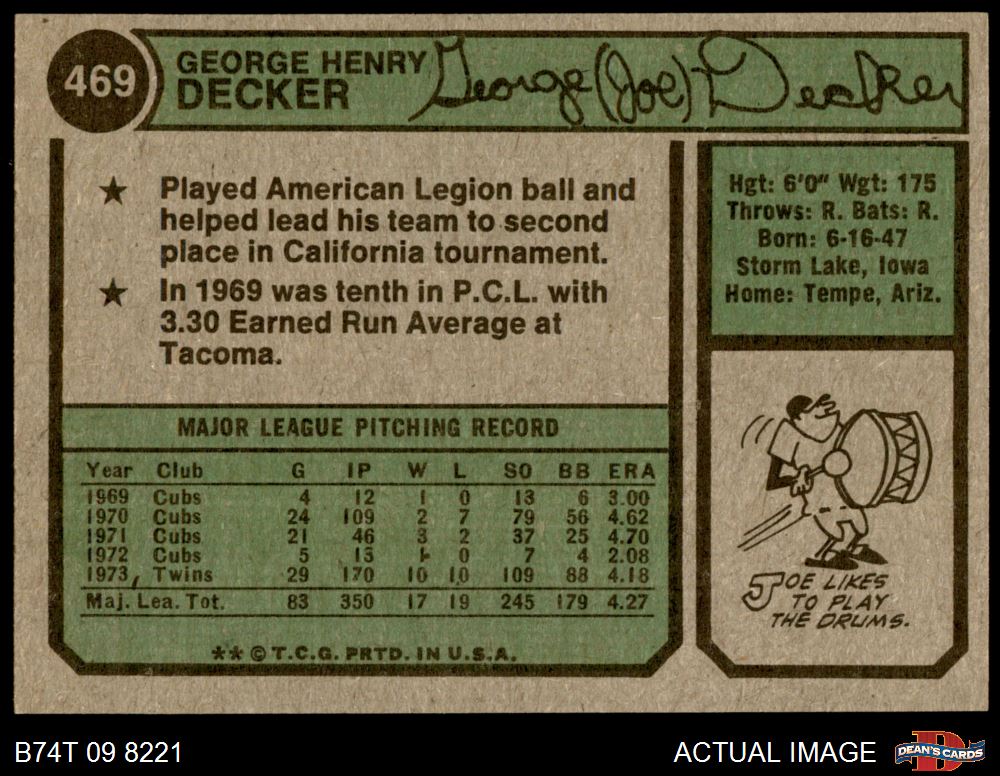 469
GEORGE HENRY
DECKER
George (Joe) Decker
★ Played American Legion ball and
helped lead his team to second
place in California tournament.
★ In 1969 was tenth in P.C.L. with
3.30 Earned Run Average at
Tacoma.
Hgt: 6'0" Wgt: 175
Throws: R. Bats: R.
Born: 6-16-47
Storm Lake, Iowa
Home: Tempe, Ariz.
MAJOR LEAGUE PITCHING RECORD
Year Club G IP W L SO BB ERA
1969 Cubs 4 12 1 0 13 6 3.00
1970 Cubs 24 109 2 7 79 56 4.62
1971 Cubs 21 46 3 2 37 25 4.70
1972 Cubs 5 13 1 0 7 4 2.08
1973 Twins 29 170 10 10 109 88 4.18
Maj. Lea. Tot. 83 350 17 19 245 179 4.27
** © T.C.G. PRTD. IN U.S.A.
JOE LIKES
TO PLAY
THE DRUMS.
B74T 09 8221
ACTUAL IMAGE
DEAN'S CARDS